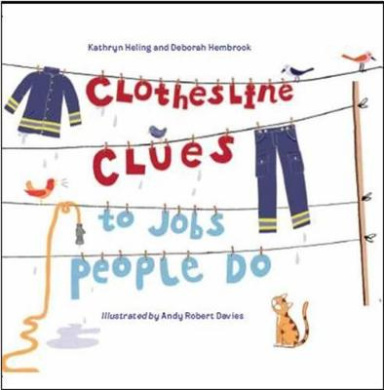 Kathryn Heling and Deborah Hembrook
Clothesline
Clues
to Jobs
People Do
Illustrated by Andy Robert Davies